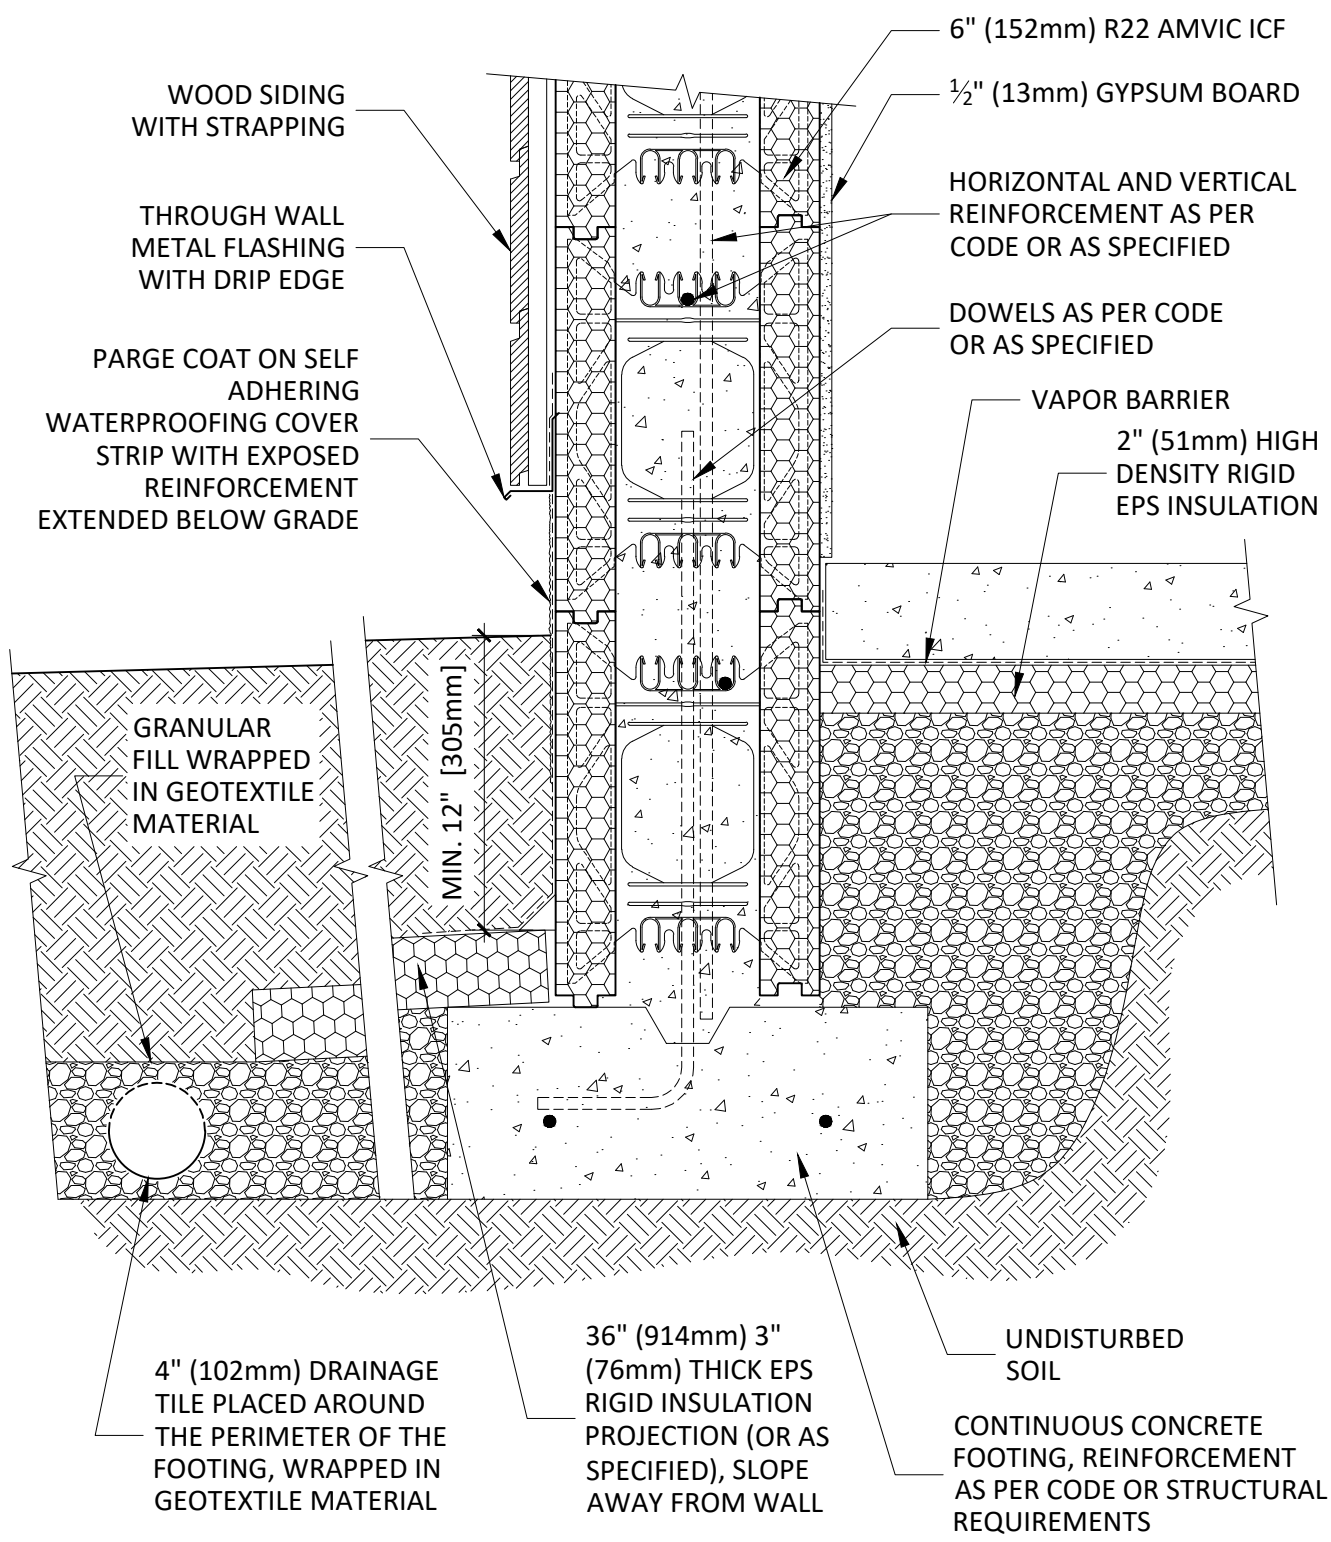 6" (152mm) R22 AMVIC ICF
½" (13mm) GYPSUM BOARD
WOOD SIDING
WITH STRAPPING
HORIZONTAL AND VERTICAL
REINFORCEMENT AS PER
CODE OR AS SPECIFIED
THROUGH WALL
METAL FLASHING
WITH DRIP EDGE
DOWELS AS PER CODE
OR AS SPECIFIED
PARGE COAT ON SELF
ADHERING
WATERPROOFING COVER
STRIP WITH EXPOSED
REINFORCEMENT
EXTENDED BELOW GRADE
VAPOR BARRIER
2" (51mm) HIGH
DENSITY RIGID
EPS INSULATION
GRANULAR
FILL WRAPPED
IN GEOTEXTILE
MATERIAL
MIN. 12" [305mm]
4" (102mm) DRAINAGE
TILE PLACED AROUND
THE PERIMETER OF THE
FOOTING, WRAPPED IN
GEOTEXTILE MATERIAL
36" (914mm) 3"
(76mm) THICK EPS
RIGID INSULATION
PROJECTION (OR AS
SPECIFIED), SLOPE
AWAY FROM WALL
UNDISTURBED
SOIL
CONTINUOUS CONCRETE
FOOTING, REINFORCEMENT
AS PER CODE OR STRUCTURAL
REQUIREMENTS